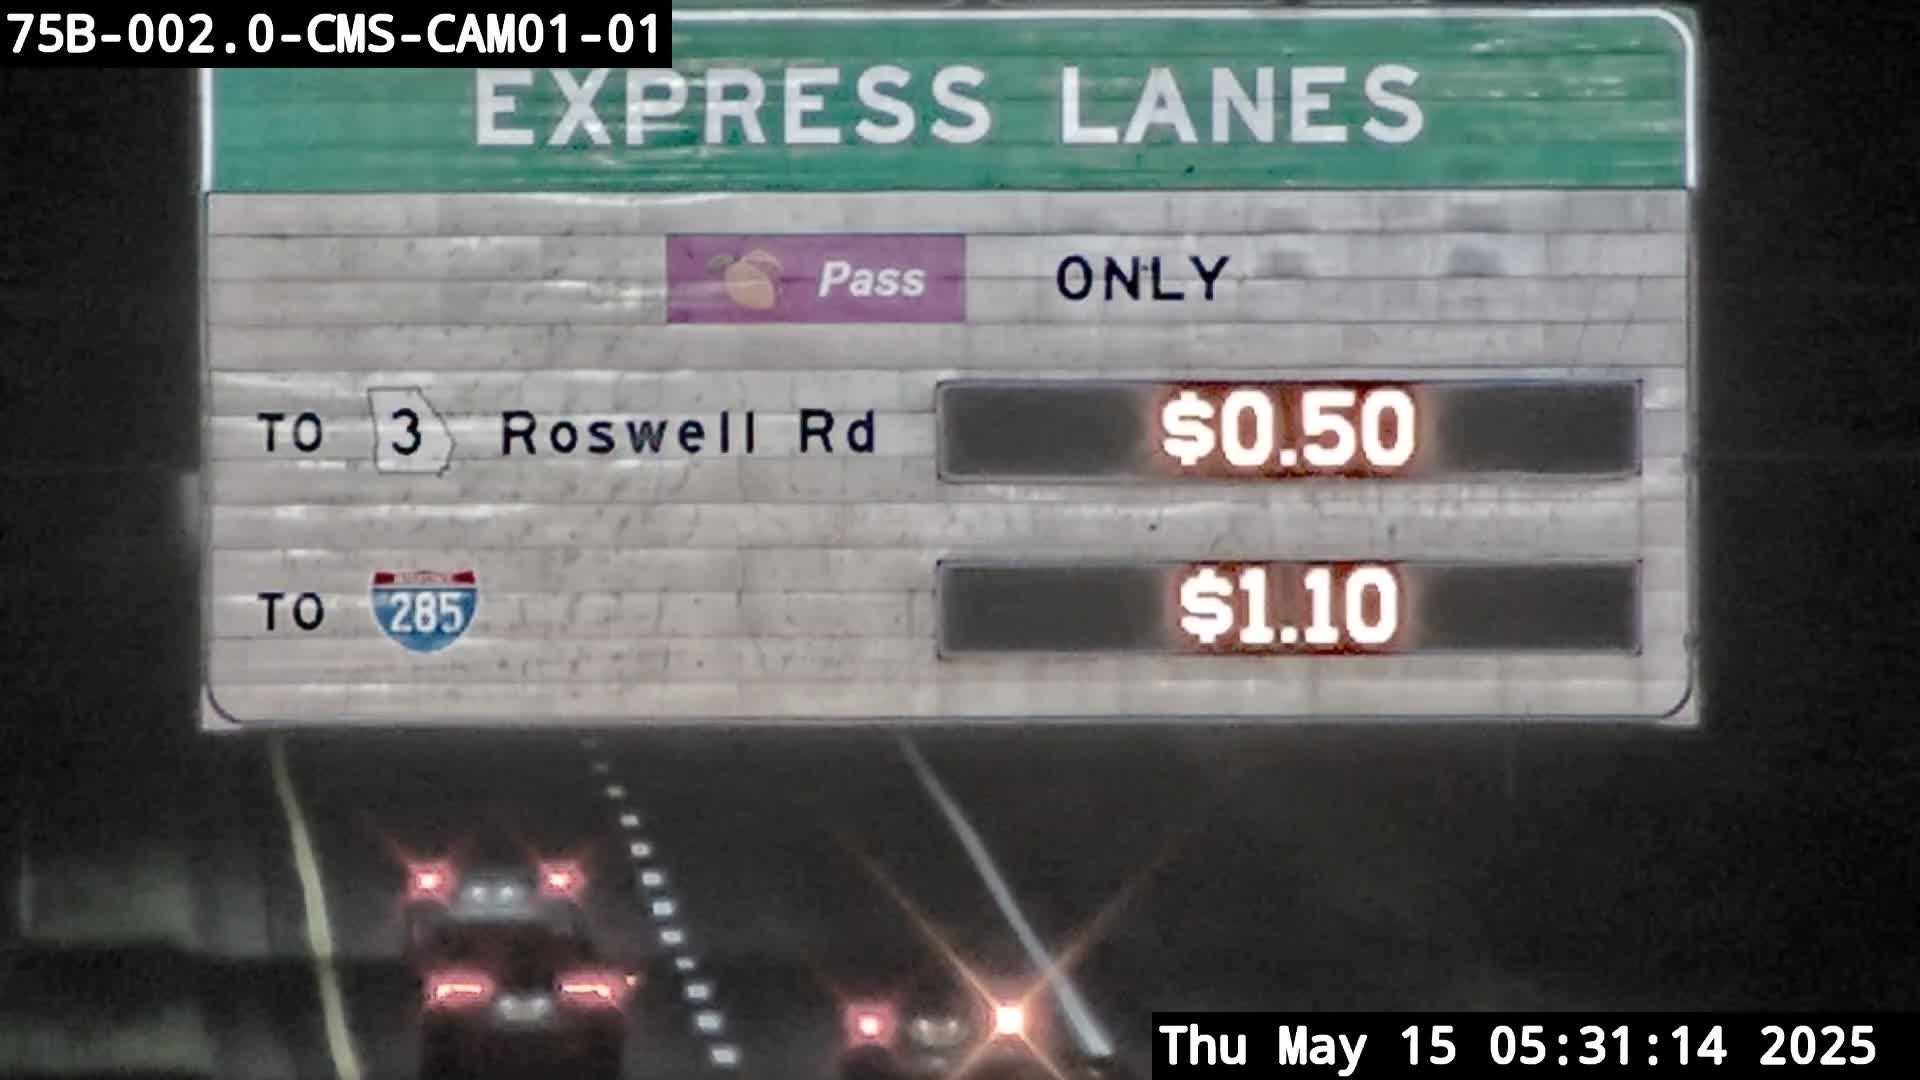 75B-002.0-CMS-CAM01-01
EXPRESS LANES
Pass ONLY
TO 3 Roswell Rd $0.50
TO 285 $1.10
Thu May 15 05:31:14 2025